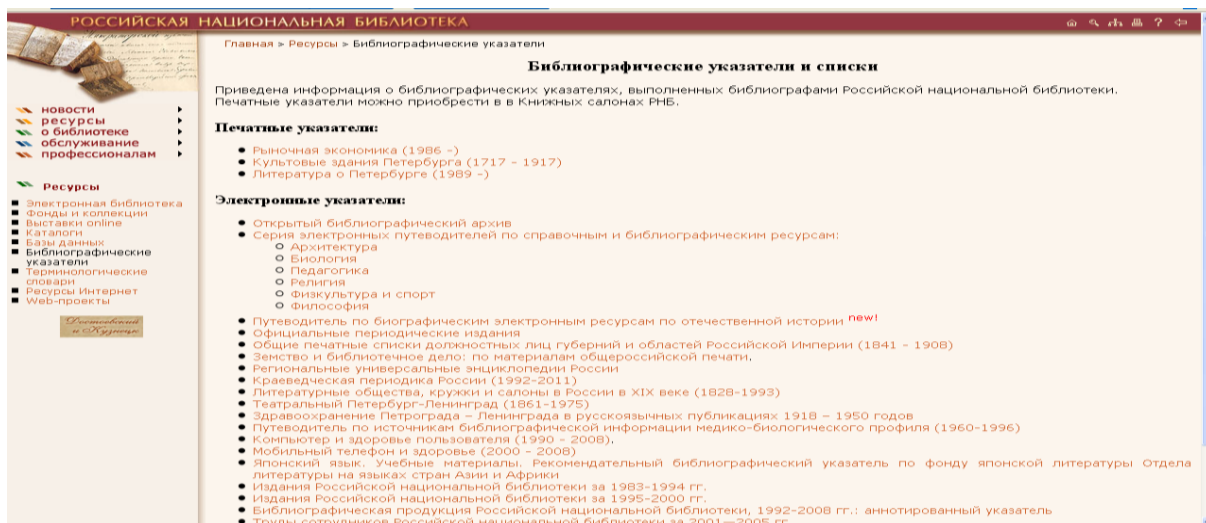 РОССИЙСКАЯ НАЦИОНАЛЬНАЯ БИБЛИОТЕКА
Главная > Ресурсы > Библиографические указатели
Библиографические указатели и списки
Приведена информация о библиографических указателях, выполненных библиографами Российской национальной библиотеки.
Печатные указатели можно приобрести в в Книжных салонах РНБ.
Печатные указатели:
Рыночная экономика (1986 -)
Культовые здания Петербурга (1717 - 1917)
Литература о Петербурге (1989 -)
Электронные указатели:
Открытый библиографический архив
Серия электронных путеводителей по справочным и библиографическим ресурсам:
Архитектура
Биология
Педагогика
Религия
Физкультура и спорт
Философия
Путеводитель по биографическим электронным ресурсам по отечественной истории new!
Официальные периодические издания
Общие печатные списки должностных лиц губерний и областей Российской Империи (1841 - 1908)
Земство и библиотечное дело: по материалам общероссийской печати.
Региональные универсальные энциклопедии России
Краеведческая периодика России (1992-2011)
Литературные общества, кружки и салоны в России в XIX веке (1828-1993)
Театральный Петербург-Ленинград (1861-1975)
Здравоохранение Петрограда – Ленинграда в русскоязычных публикациях 1918 – 1950 годов
Путеводитель по источникам библиографической информации медико-биологического профиля (1960-1996)
Компьютер и здоровье пользователя (1990 - 2008).
Мобильный телефон и здоровье (2000 - 2008)
Японский язык. Учебные материалы. Рекомендательный библиографический указатель по фонду японской литературы Отдела
литературы на языках стран Азии и Африки
Издания Российской национальной библиотеки за 1983-1994 гг.
Издания Российской национальной библиотеки за 1995-2000 гг.
Библиографическая продукция Российской национальной библиотеки, 1992-2008 гг.: аннотированный указатель
Труды сотрудников Российской национальной библиотеки за 2001—2005 гг.
новости
ресурсы
о библиотеке
обслуживание
профессионалам
Ресурсы
Электронная библиотека
Фонды и коллекции
Выставки online
Каталоги
Базы данных
Библиографические
указатели
Терминологические
словари
Ресурсы Интернет
Web-проекты